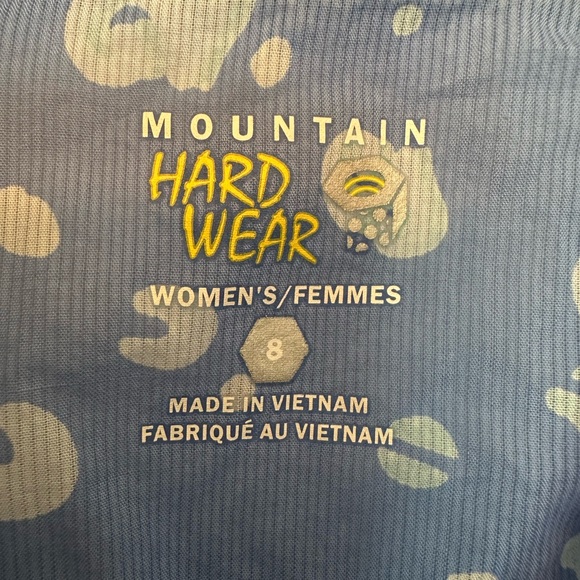 MOUNTAIN
HARD
WEAR
WOMEN'S/FEMMES
8
MADE IN VIETNAM
FABRIQUÉ AU VIETNAM